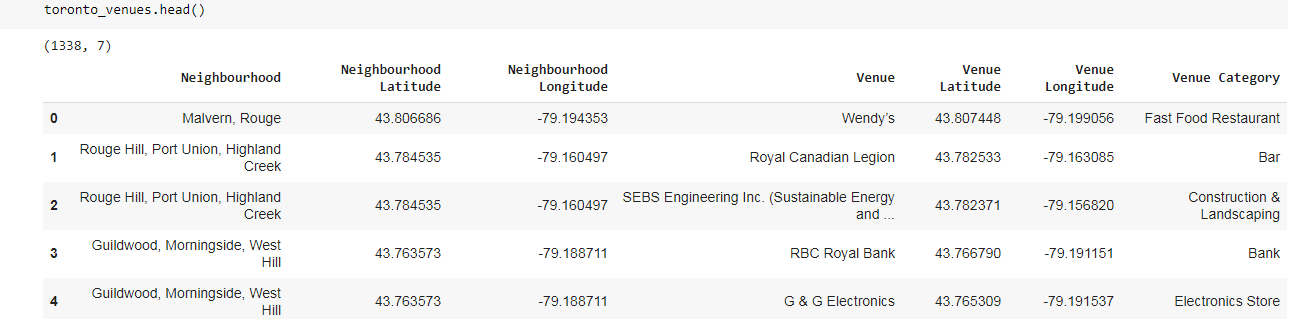 toronto_venues.head()
(1338, 7)
Neighbourhood Neighbourhood Latitude Neighbourhood Longitude Venue Venue Latitude Venue Longitude Venue Category
0 Malvern, Rouge 43.806686 -79.194353 Wendy’s 43.807448 -79.199056 Fast Food Restaurant
1 Rouge Hill, Port Union, Highland Creek 43.784535 -79.160497 Royal Canadian Legion 43.782533 -79.163085 Bar
2 Rouge Hill, Port Union, Highland Creek 43.784535 -79.160497 SEBS Engineering Inc. (Sustainable Energy and ... 43.782371 -79.156820 Construction & Landscaping
3 Guildwood, Morningside, West Hill 43.763573 -79.188711 RBC Royal Bank 43.766790 -79.191151 Bank
4 Guildwood, Morningside, West Hill 43.763573 -79.188711 G & G Electronics 43.765309 -79.191537 Electronics Store